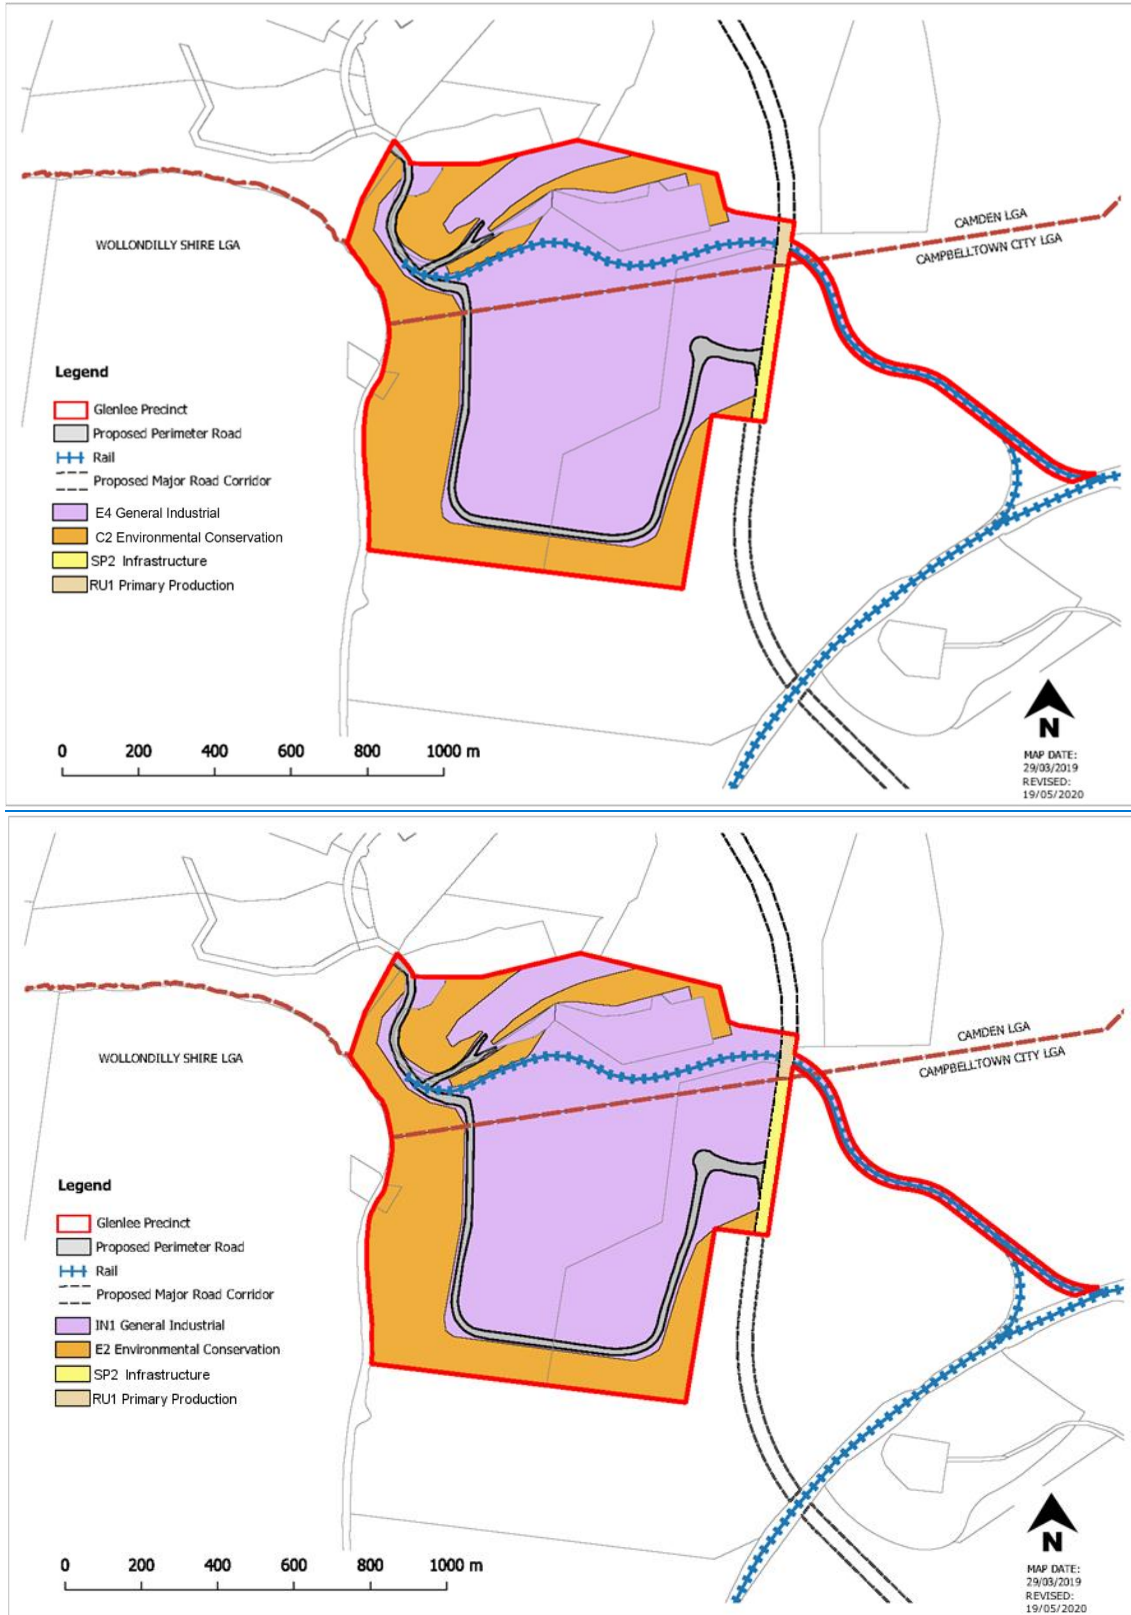 CAMDEN LGA
WOLLONDILLY SHIRE LGA
CAMPBELLTOWN CITY LGA
Legend
Glenlee Precinct
Proposed Perimeter Road
Rail
Proposed Major Road Corridor
E4 General Industrial
C2 Environmental Conservation
SP2 Infrastructure
RU1 Primary Production
N
0 200 400 600 800 1000 m
MAP DATE:
29/03/2019
REVISED:
19/05/2020
CAMDEN LGA
WOLLONDILLY SHIRE LGA
CAMPBELLTOWN CITY LGA
Legend
Glenlee Precinct
Proposed Perimeter Road
Rail
Proposed Major Road Corridor
IN1 General Industrial
E2 Environmental Conservation
SP2 Infrastructure
RU1 Primary Production
N
0 200 400 600 800 1000 m
MAP DATE:
29/03/2019
REVISED:
19/05/2020